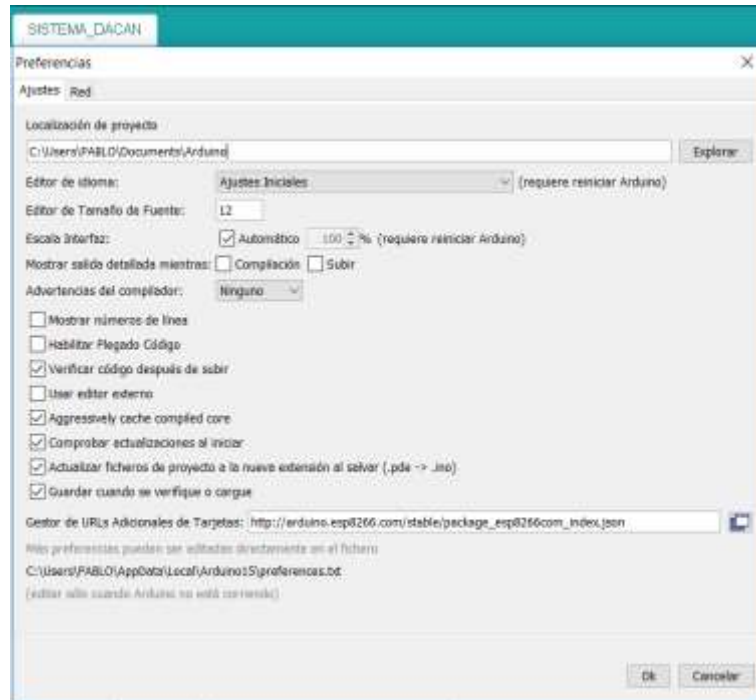 SISTEMA_DACAN
Preferencias
Ajustes Red
Localización de proyecto
C:\Users\PABLO\Documents\Arduino Explorar
Editor de Idioma: Ajustes Iniciales (requiere reiniciar Arduino)
Editor de Tamaño de Fuente: 12
Escala Interfaz: Automático 100 % (requiere reiniciar Arduino)
Mostrar salida detallada mientras: Compilación Subir
Advertencias del compilador: Ninguno
Mostrar números de línea
Habilitar Plegado Código
Verificar código después de subir
Usar editor externo
Aggressively cache compiled core
Comprobar actualizaciones al iniciar
Actualizar ficheros de proyecto a la nueva extensión al salvar (.pde -> .ino)
Guardar cuando se verifique o cargue
Gestor de URLs Adicionales de Tarjetas: http://arduino.esp8266.com/stable/package_esp8266com_index.json
Más preferencias pueden ser editadas directamente en el fichero
C:\Users\PABLO\AppData\Local\Arduino15\preferences.txt
(editar sólo cuando Arduino no está corriendo)
Ok Cancelar